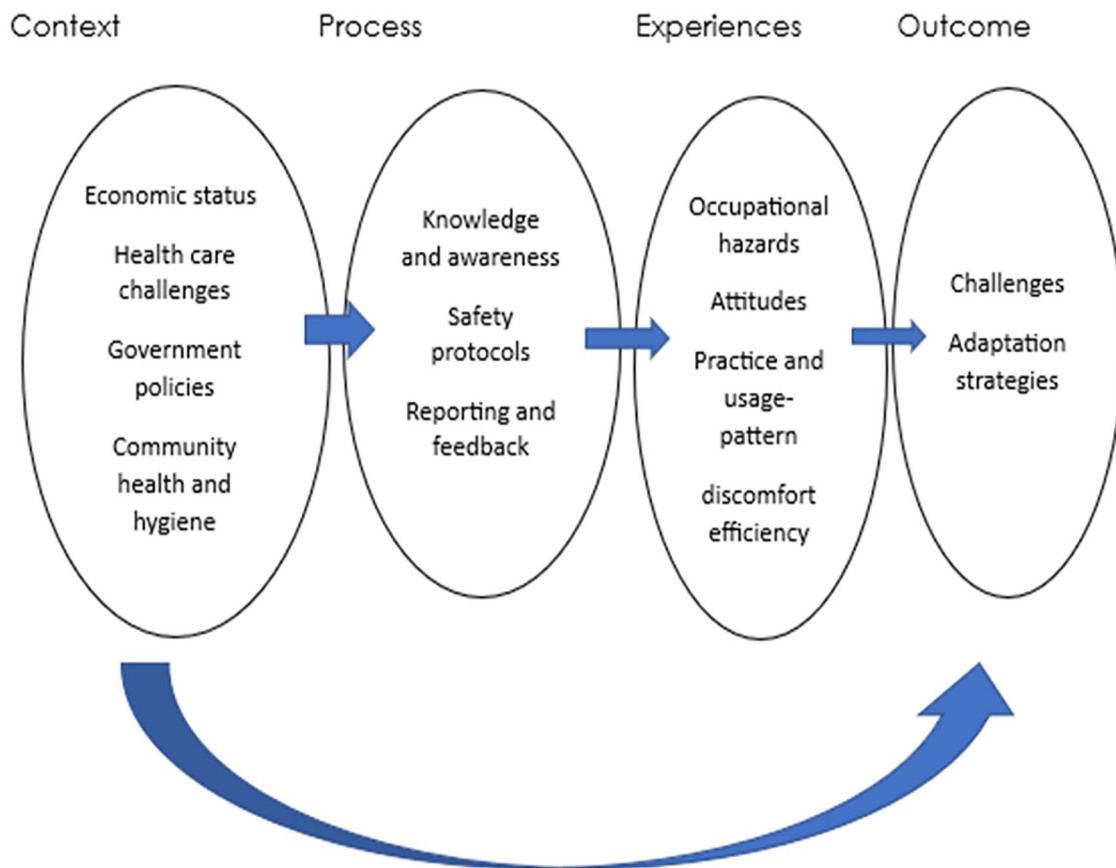 Context
Process
Experiences
Outcome
Economic status
Health care
challenges
Government
policies
Community
health and
hygiene
Knowledge
and awareness
Safety
protocols
Reporting and
feedback
Occupational
hazards
Attitudes
Practice and
usage-
pattern
discomfort
efficiency
Challenges
Adaptation
strategies